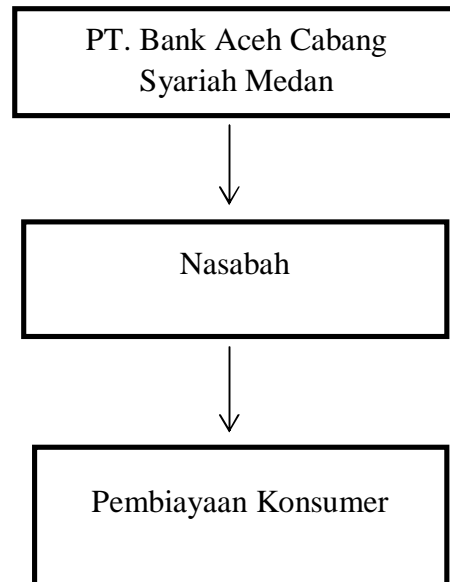 PT. Bank Aceh Cabang
Syariah Medan
Nasabah
Pembiayaan Konsumer